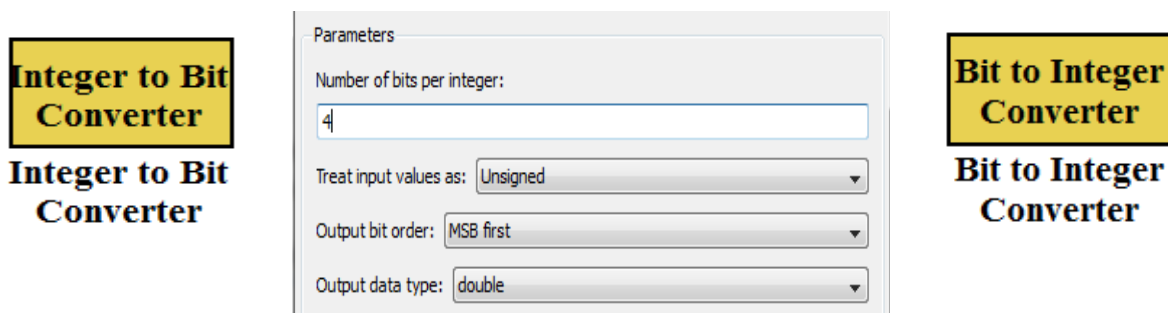 Integer to Bit
Converter
Integer to Bit
Converter
Parameters
Number of bits per integer:
4
Treat input values as: Unsigned
Output bit order: MSB first
Output data type: double
Bit to Integer
Converter
Bit to Integer
Converter